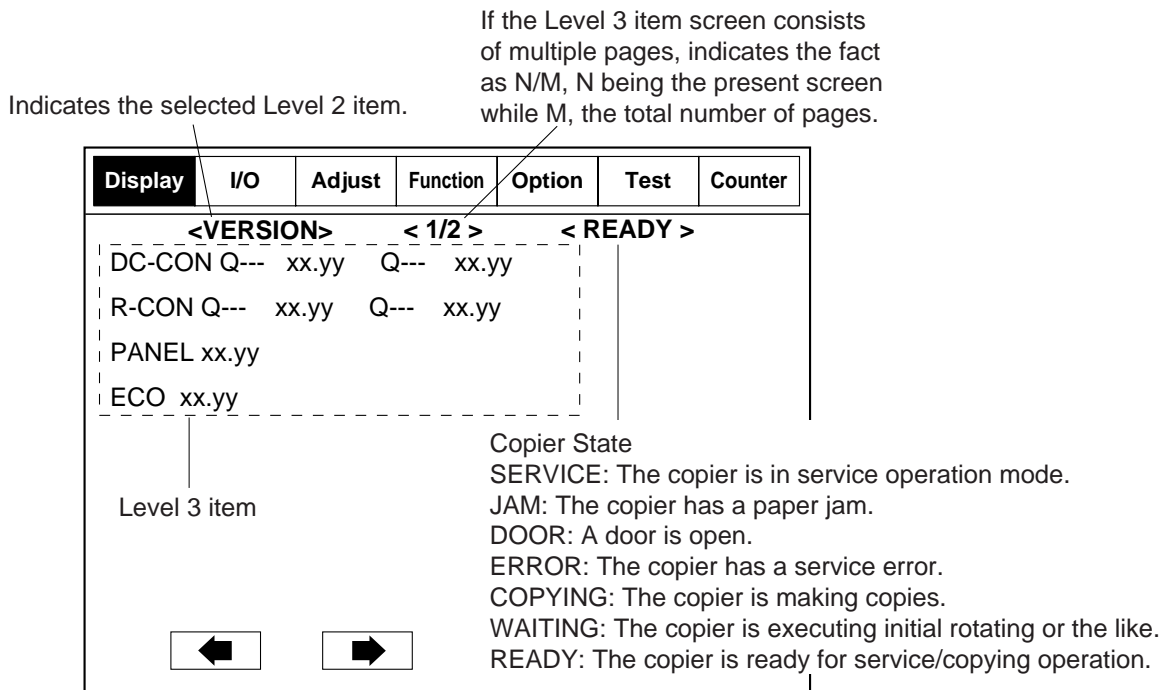 If the Level 3 item screen consists
of multiple pages, indicates the fact
as N/M, N being the present screen
while M, the total number of pages.
Indicates the selected Level 2 item.
Display I/O Adjust Function Option Test Counter
<VERSION> < 1/2 > < READY >
DC-CON Q--- xx.yy Q--- xx.yy
R-CON Q--- xx.yy Q--- xx.yy
PANEL xx.yy
ECO xx.yy
Level 3 item
Copier State
SERVICE: The copier is in service operation mode.
JAM: The copier has a paper jam.
DOOR: A door is open.
ERROR: The copier has a service error.
COPYING: The copier is making copies.
WAITING: The copier is executing initial rotating or the like.
READY: The copier is ready for service/copying operation.